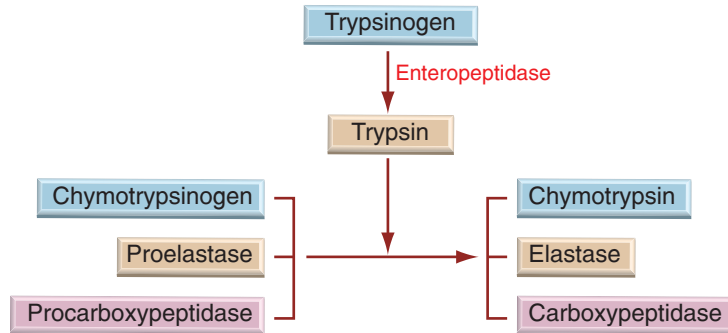 Trypsinogen
Enteropeptidase
Trypsin
Chymotrypsinogen
Chymotrypsin
Proelastase
Elastase
Procarboxypeptidase
Carboxypeptidase